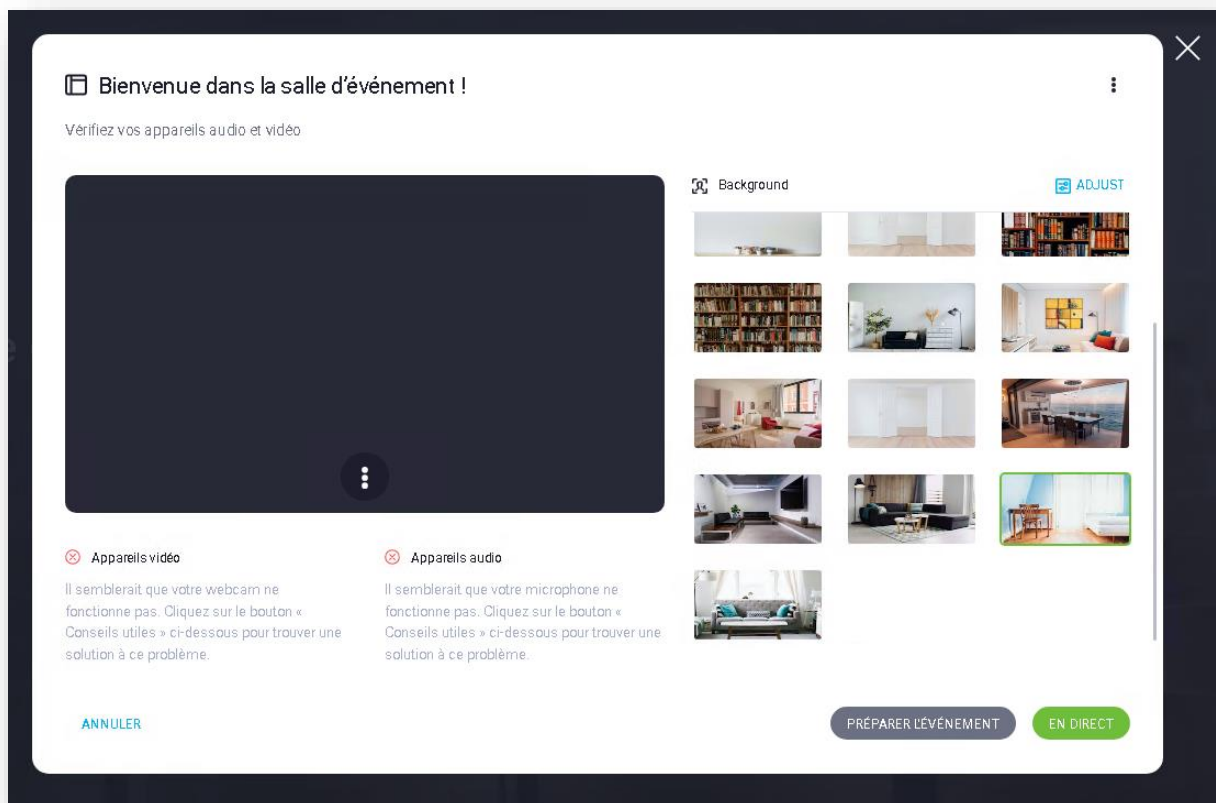 Bienvenue dans la salle d'événement !
Vérifiez vos appareils audio et vidéo
Background
ADJUST
Appareils vidéo
Il semblerait que votre webcam ne
fonctionne pas. Cliquez sur le bouton «
Conseils utiles » ci-dessous pour trouver une
solution à ce problème.
Appareils audio
Il semblerait que votre microphone ne
fonctionne pas. Cliquez sur le bouton «
Conseils utiles » ci-dessous pour trouver une
solution à ce problème.
ANNULER
PRÉPARER L'ÉVÉNEMENT
EN DIRECT